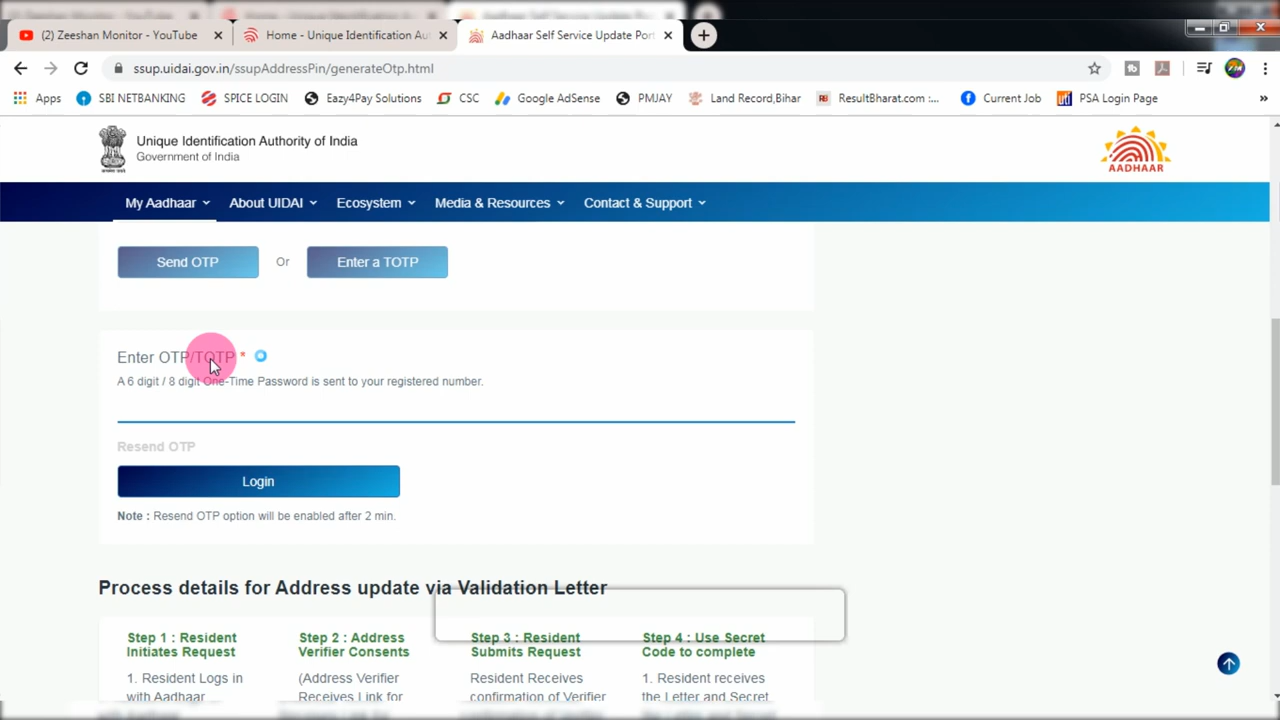 (2) Zeeshan Monitor - YouTube
Home - Unique Identification Aut
Aadhaar Self Service Update Port
ssup.uidai.gov.in/ssupAddressPin/generateOtp.html
Apps SBI NETBANKING SPICE LOGIN Eazy4Pay Solutions CSC Google AdSense PMJAY Land Record,Bihar ResultBharat.com :... Current Job PSA Login Page »
Unique Identification Authority of India
Government of India
AADHAAR
My Aadhaar About UIDAI Ecosystem Media & Resources Contact & Support
Send OTP Or Enter a TOTP
Enter OTP/TOTP *
A 6 digit / 8 digit One-Time Password is sent to your registered number.
Resend OTP
Login
Note : Resend OTP option will be enabled after 2 min.
Process details for Address update via Validation Letter
Step 1 : Resident
Initiates Request
1. Resident Logs in
with Aadhaar
Step 2 : Address
Verifier Consents
(Address Verifier
Receives Link for
Step 3 : Resident
Submits Request
Resident Receives
confirmation of Verifier
Step 4 : Use Secret
Code to complete
1. Resident receives
the Letter and Secret